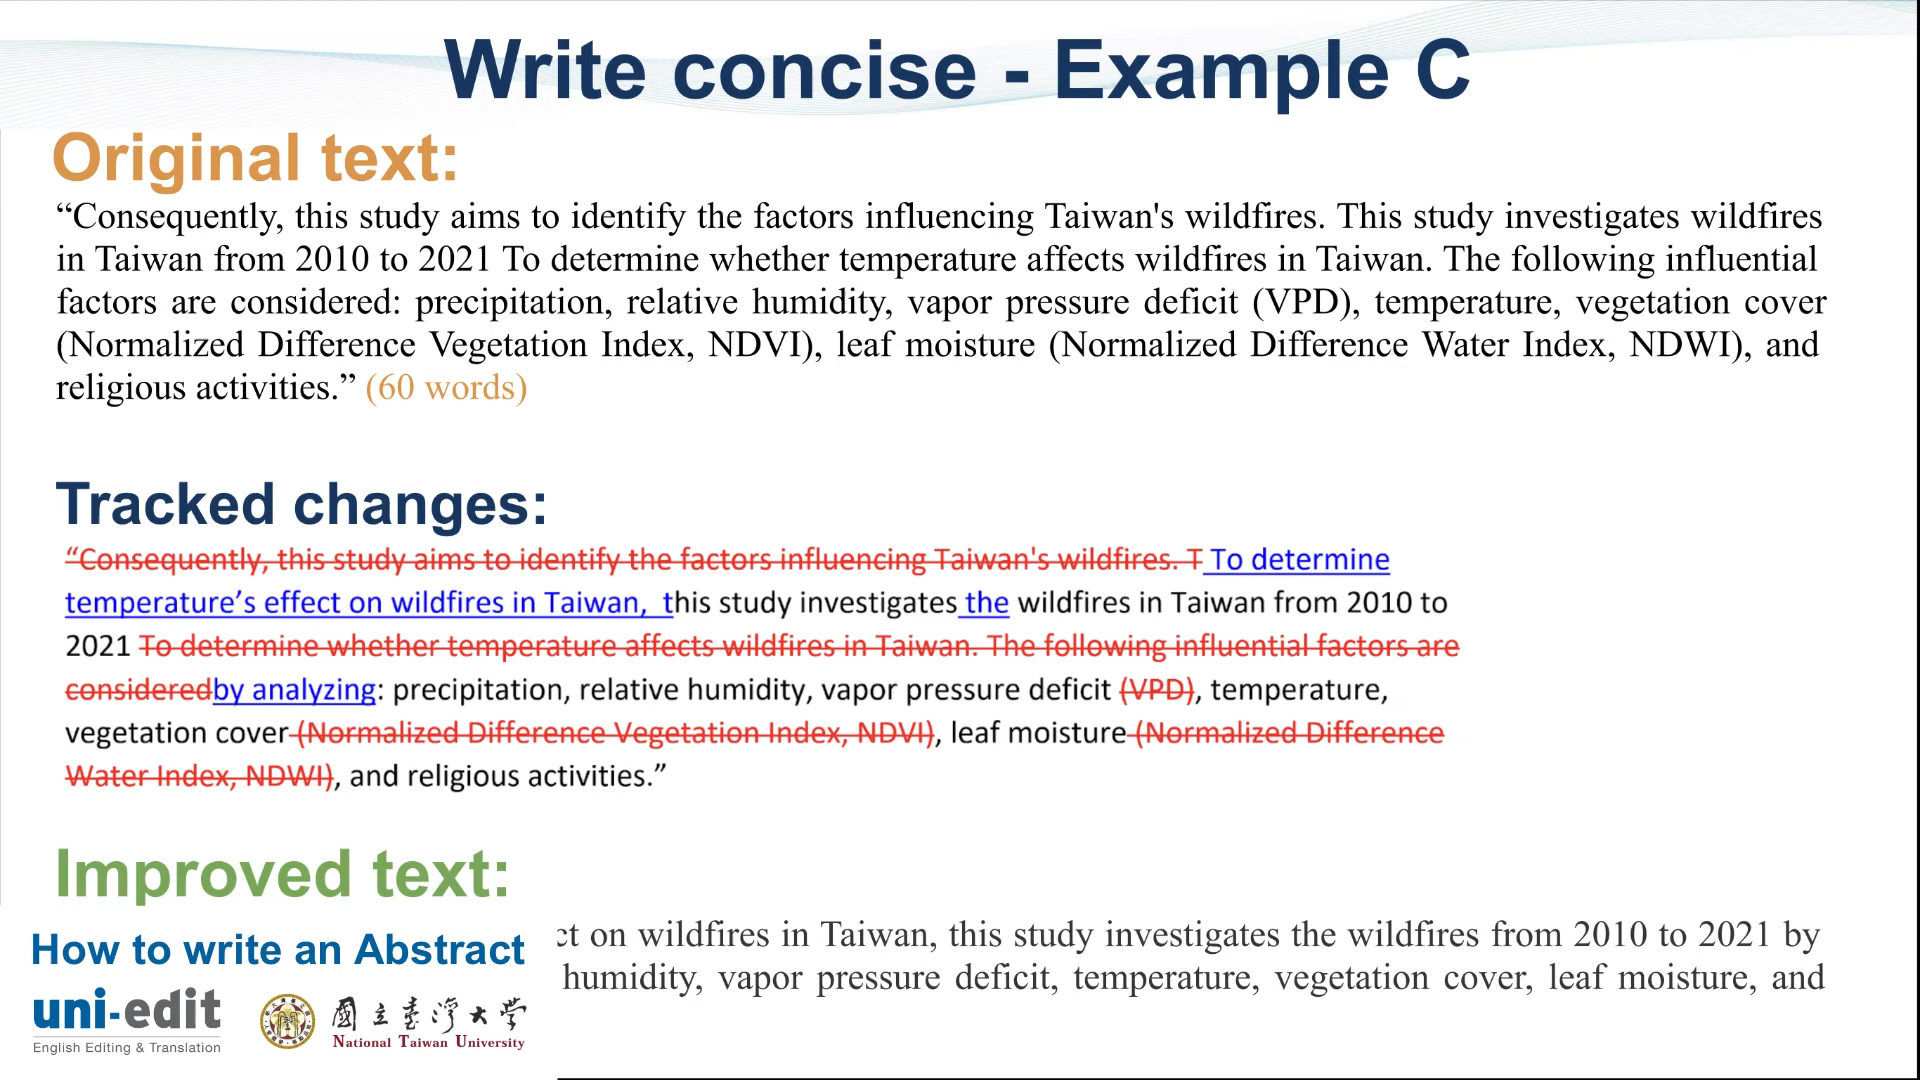 Write concise - Example C
Original text:
“Consequently, this study aims to identify the factors influencing Taiwan's wildfires. This study investigates wildfires
in Taiwan from 2010 to 2021 To determine whether temperature affects wildfires in Taiwan. The following influential
factors are considered: precipitation, relative humidity, vapor pressure deficit (VPD), temperature, vegetation cover
(Normalized Difference Vegetation Index, NDVI), leaf moisture (Normalized Difference Water Index, NDWI), and
religious activities.” (60 words)
Tracked changes:
“Consequently, this study aims to identify the factors influencing Taiwan's wildfires. T To determine
temperature’s effect on wildfires in Taiwan, this study investigates the wildfires in Taiwan from 2010 to
2021 To determine whether temperature affects wildfires in Taiwan. The following influential factors are
consideredby analyzing: precipitation, relative humidity, vapor pressure deficit (VPD), temperature,
vegetation cover (Normalized Difference Vegetation Index, NDVI), leaf moisture (Normalized Difference
Water Index, NDWI), and religious activities.”
Improved text:
on wildfires in Taiwan, this study investigates the wildfires from 2010 to 2021 by
humidity, vapor pressure deficit, temperature, vegetation cover, leaf moisture, and
How to write an Abstract
uni-edit
English Editing & Translation
國立臺灣大學
National Taiwan University